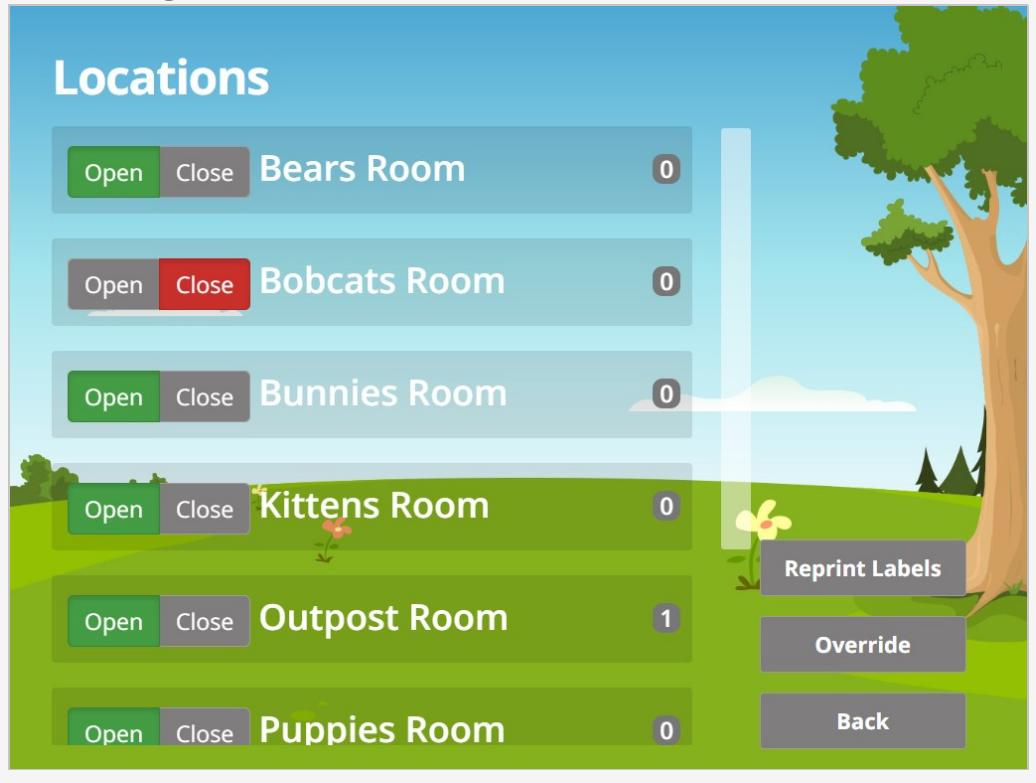 Locations
Open Close Bears Room 0
Open Close Bobcats Room 0
Open Close Bunnies Room 0
Open Close Kittens Room 0
Open Close Outpost Room 1
Open Close Puppies Room 0
Reprint Labels
Override
Back